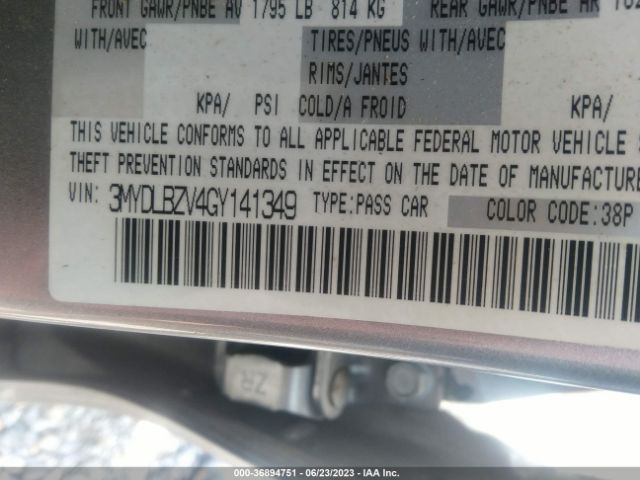 FRONT GAWR/PNBE AV 1795 LB 814 KG REAR GAWR/PNBE AR
WITH/AVEC TIRES/PNEUS WITH/AVEC
RIMS/JANTES
KPA/ PSI COLD/A FROID KPA/
THIS VEHICLE CONFORMS TO ALL APPLICABLE FEDERAL MOTOR VEHICLE
THEFT PREVENTION STANDARDS IN EFFECT ON THE DATE OF MANUFACTURE
VIN: 3MYDLBZV4GY141349 TYPE:PASS CAR COLOR CODE:38P
ZR
000-36894751 - 06/23/2023 - IAA Inc.